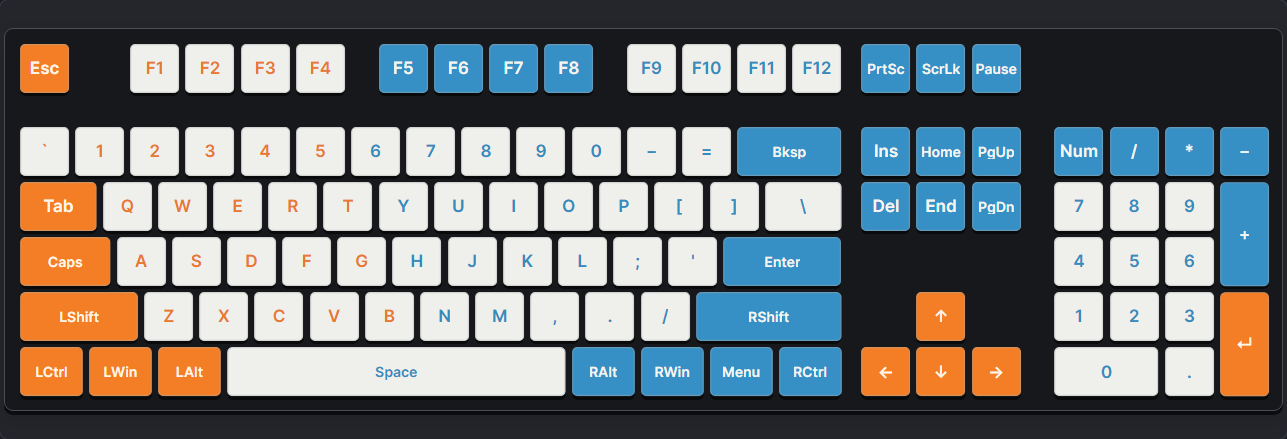 Esc F1 F2 F3 F4 F5 F6 F7 F8 F9 F10 F11 F12 PrtSc ScrLk Pause
` 1 2 3 4 5 6 7 8 9 0 − = Bksp Ins Home PgUp Num / * −
Tab Q W E R T Y U I O P [ ] \ Del End PgDn 7 8 9 +
Caps A S D F G H J K L ; ' Enter 4 5 6
LShift Z X C V B N M , . / RShift ↑ 1 2 3 ↵
LCtrl LWin LAlt Space RAlt RWin Menu RCtrl ← ↓ → 0 .